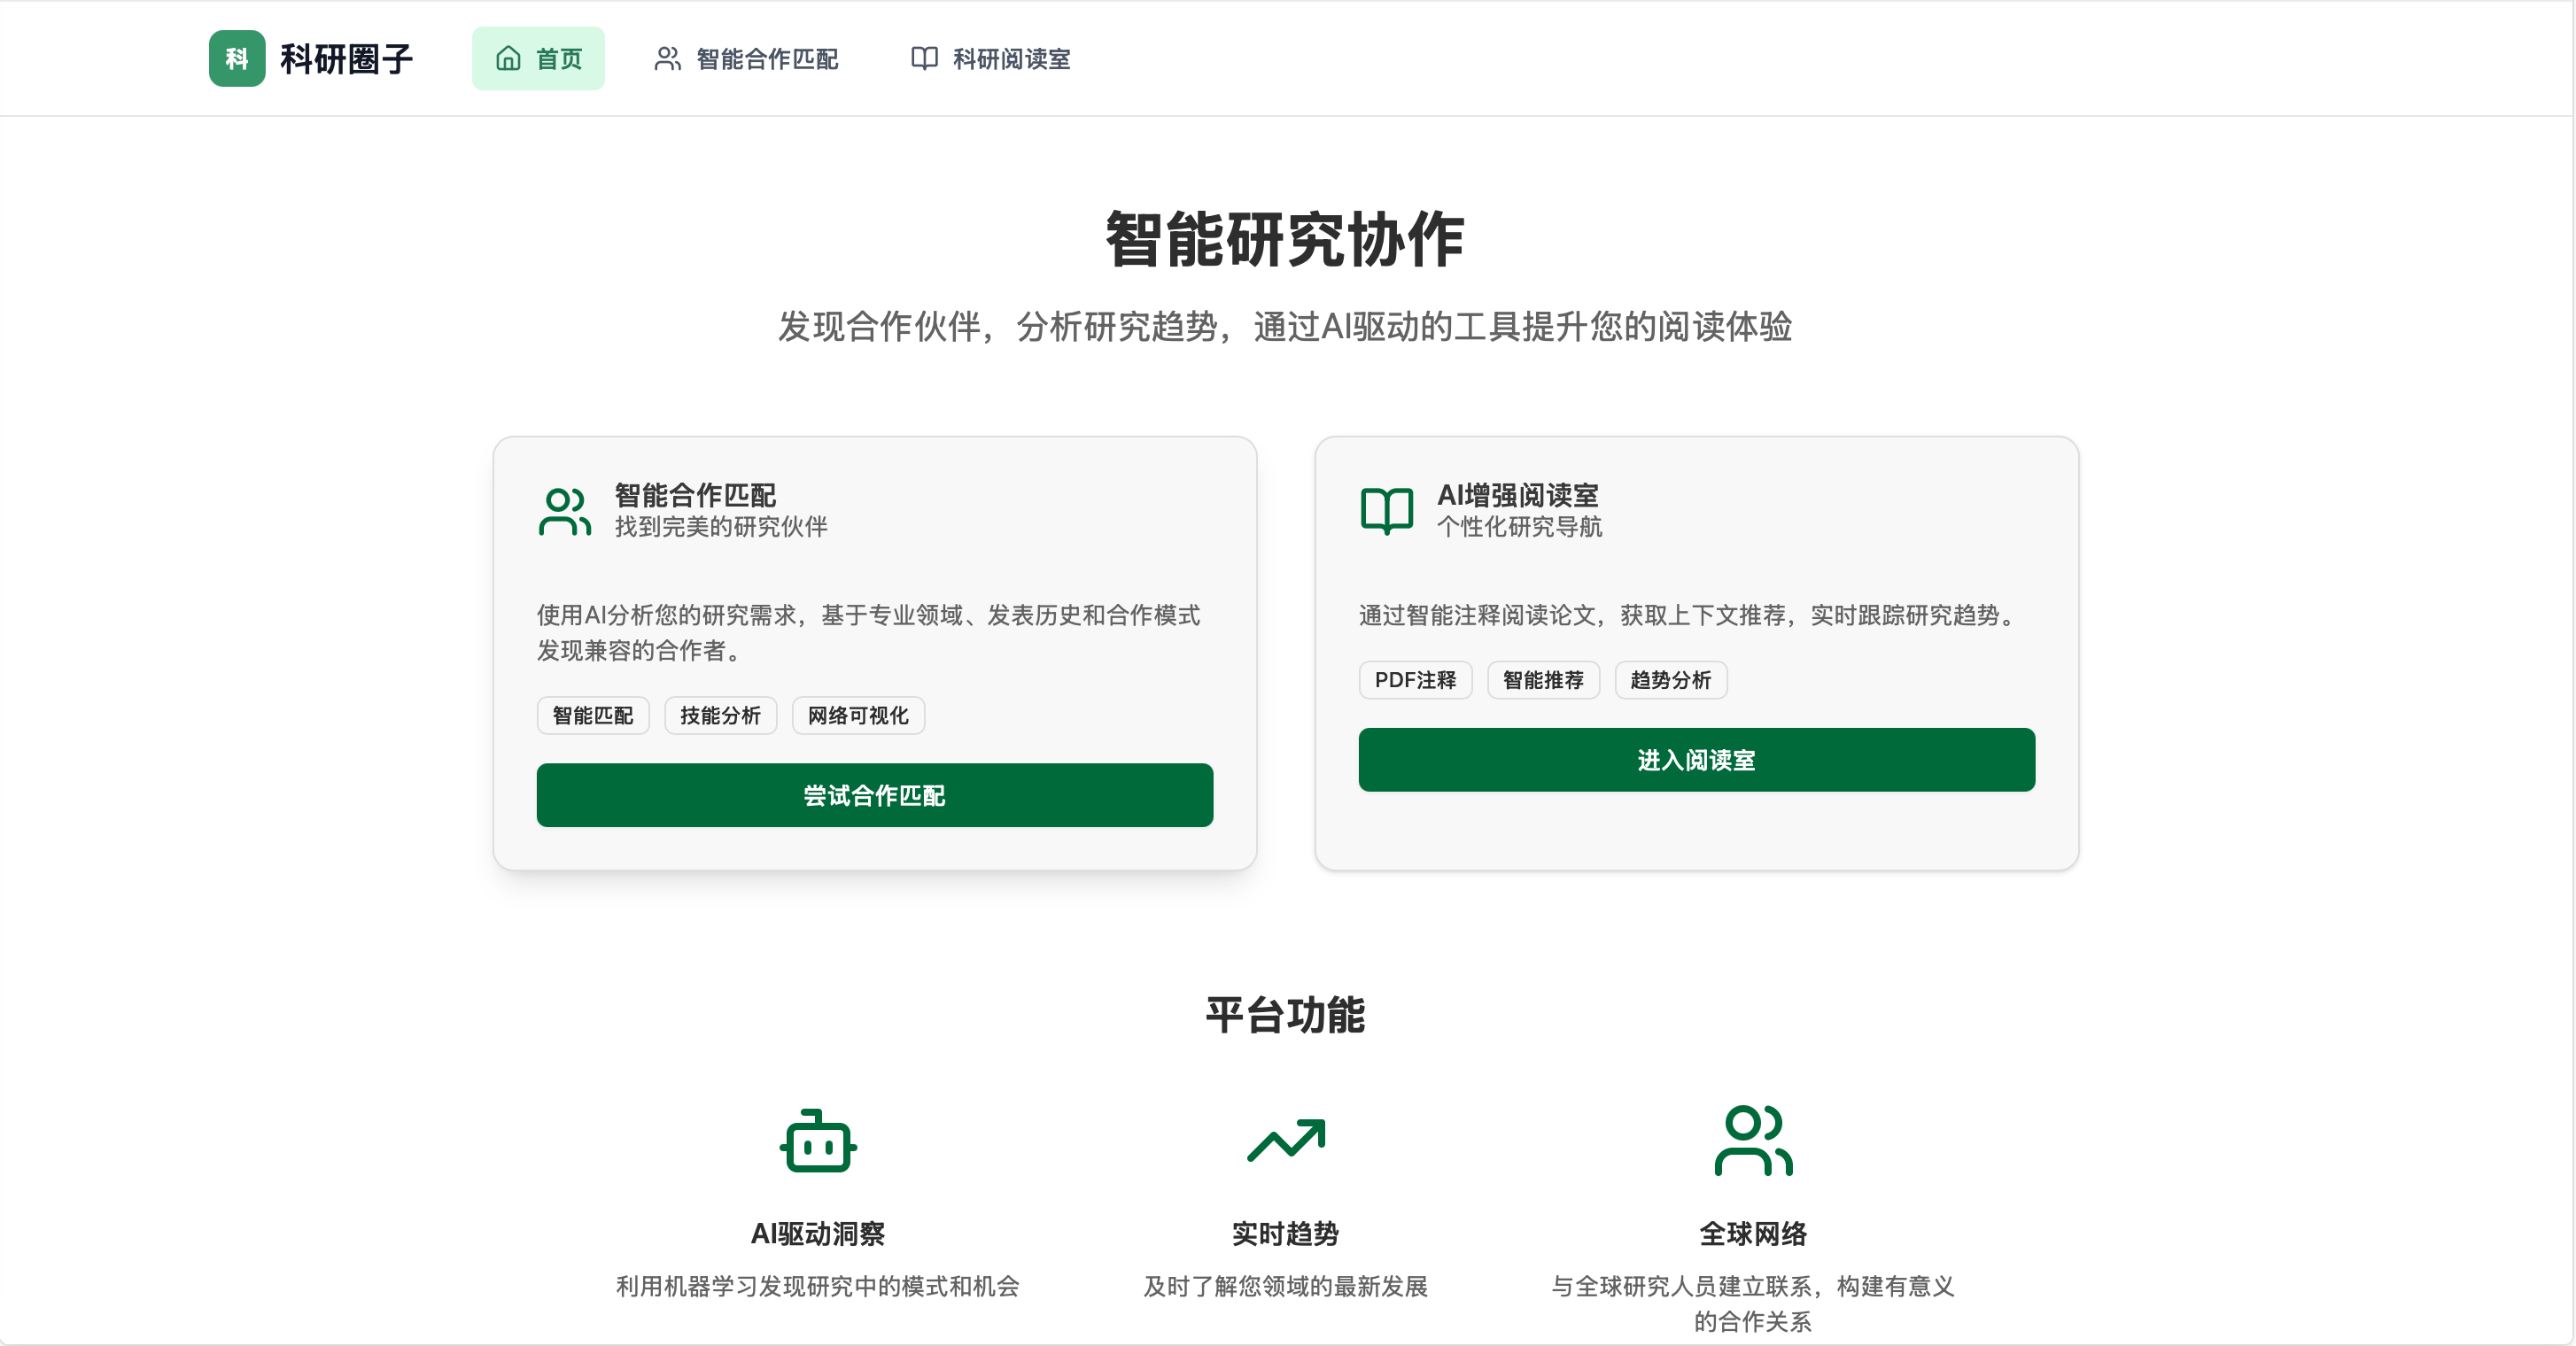 科 科研圈子 首页 智能合作匹配 科研阅读室
智能研究协作
发现合作伙伴，分析研究趋势，通过AI驱动的工具提升您的阅读体验
智能合作匹配
找到完美的研究伙伴
使用AI分析您的研究需求，基于专业领域、发表历史和合作模式
发现兼容的合作者。
智能匹配 技能分析 网络可视化
尝试合作匹配
AI增强阅读室
个性化研究导航
通过智能注释阅读论文，获取上下文推荐，实时跟踪研究趋势。
PDF注释 智能推荐 趋势分析
进入阅读室
平台功能
AI驱动洞察
利用机器学习发现研究中的模式和机会
实时趋势
及时了解您领域的最新发展
全球网络
与全球研究人员建立联系，构建有意义
的合作关系